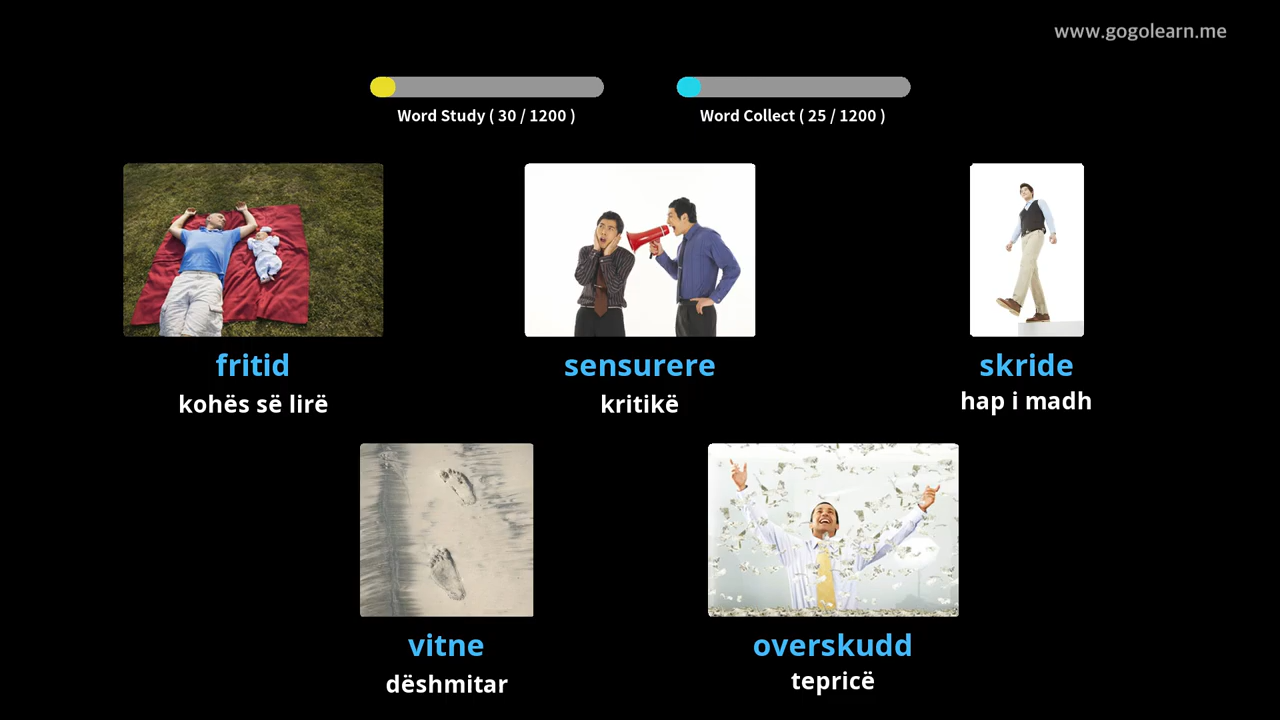 www.gogolearn.me
Word Study ( 30 / 1200 )
Word Collect ( 25 / 1200 )
fritid
kohës së lirë
sensurere
kritikë
skride
hap i madh
vitne
dëshmitar
overskudd
tepricë